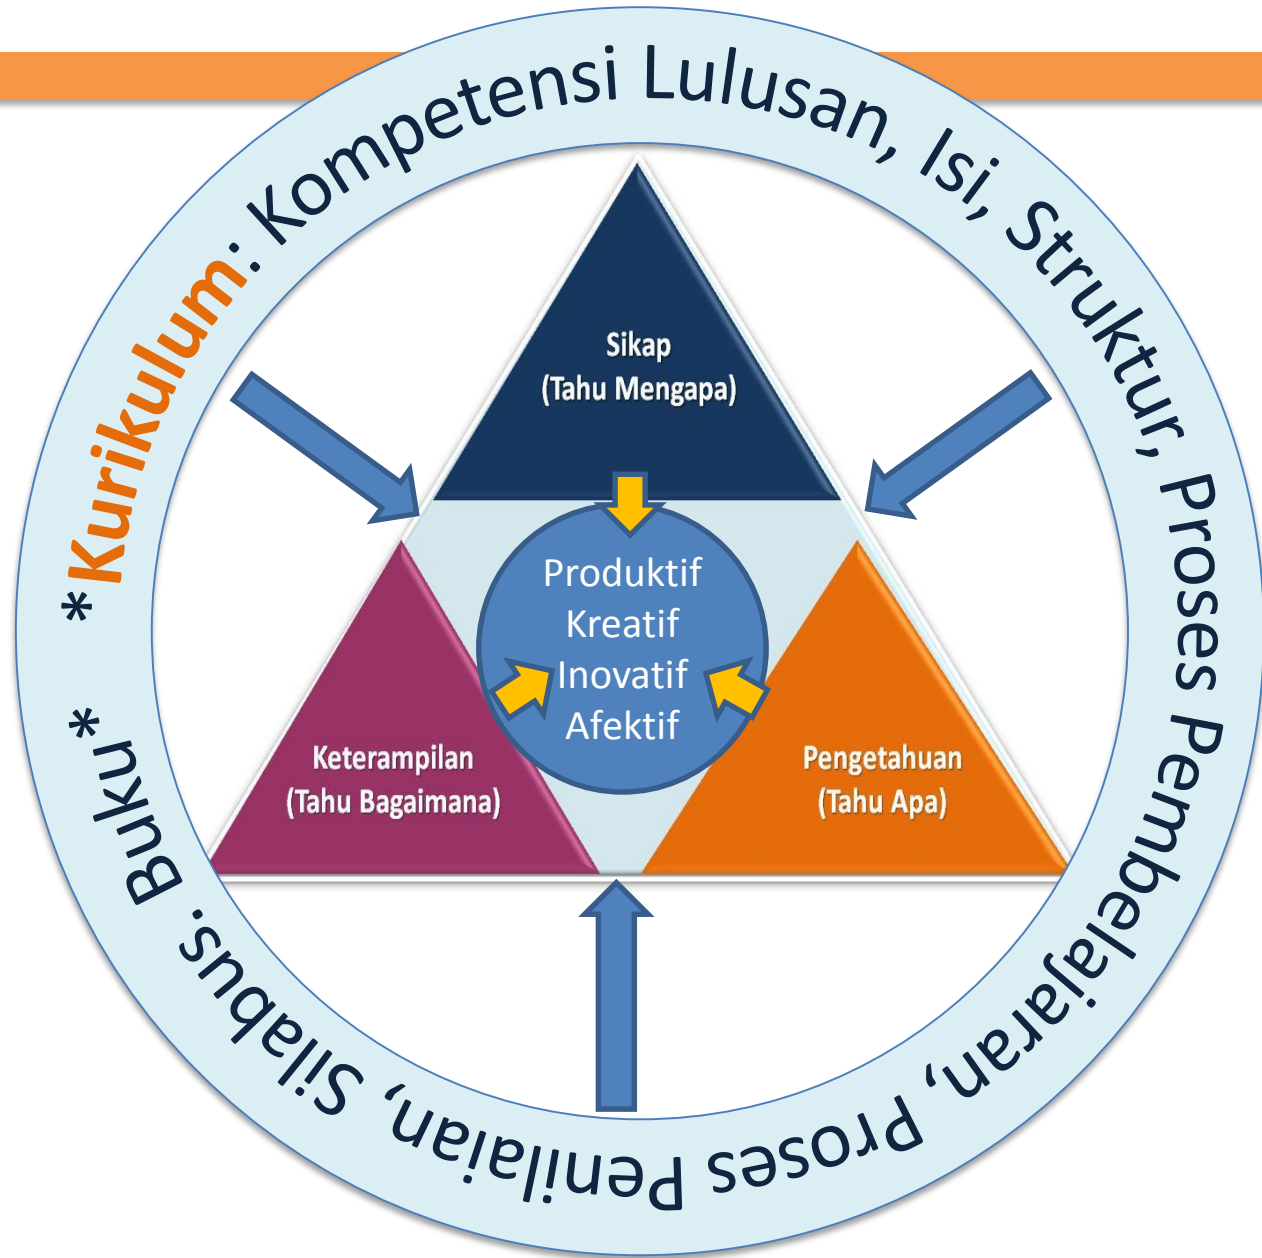 *Kurikulum: Kompetensi Lulusan, Isi, Struktur, Proses Pembelajaran, Proses Penilaian, Silabus. Buku*
Sikap
(Tahu Mengapa)
Produktif
Kreatif
Inovatif
Afektif
Keterampilan
(Tahu Bagaimana)
Pengetahuan
(Tahu Apa)